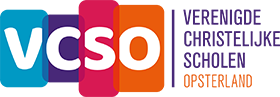 VCSO
VERENIGDE
CHRISTELIJKE
SCHOLEN
OPSTERLAND